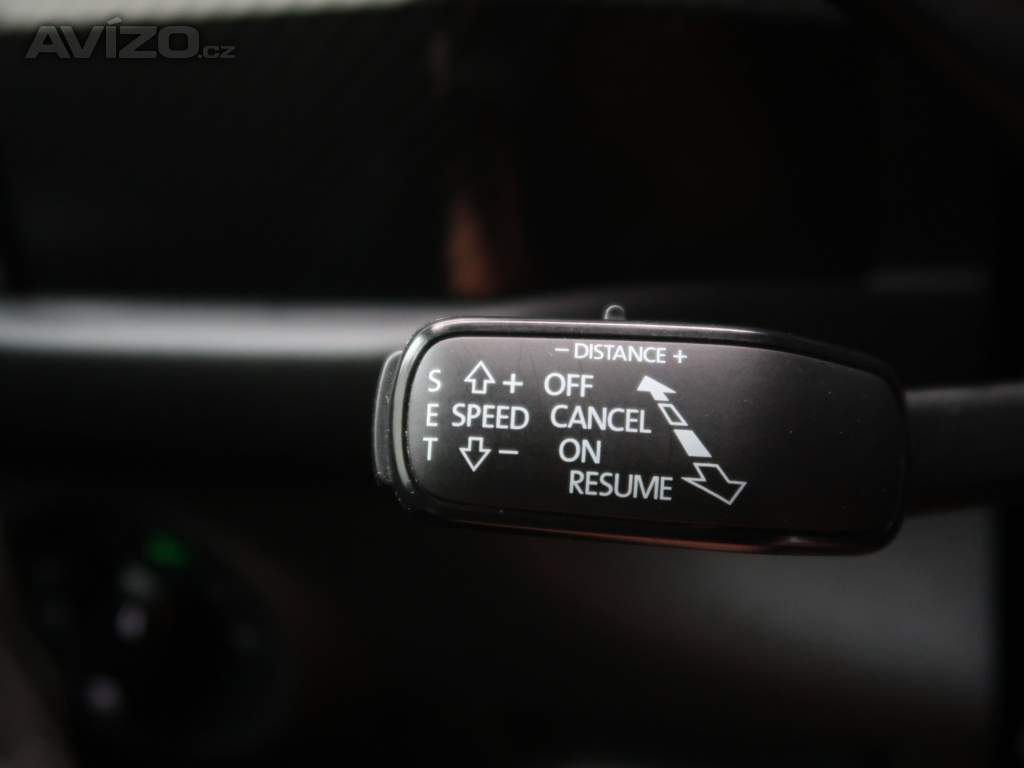 AVÍZO.cz
− DISTANCE +
S + OFF
E SPEED CANCEL
T − ON
RESUME